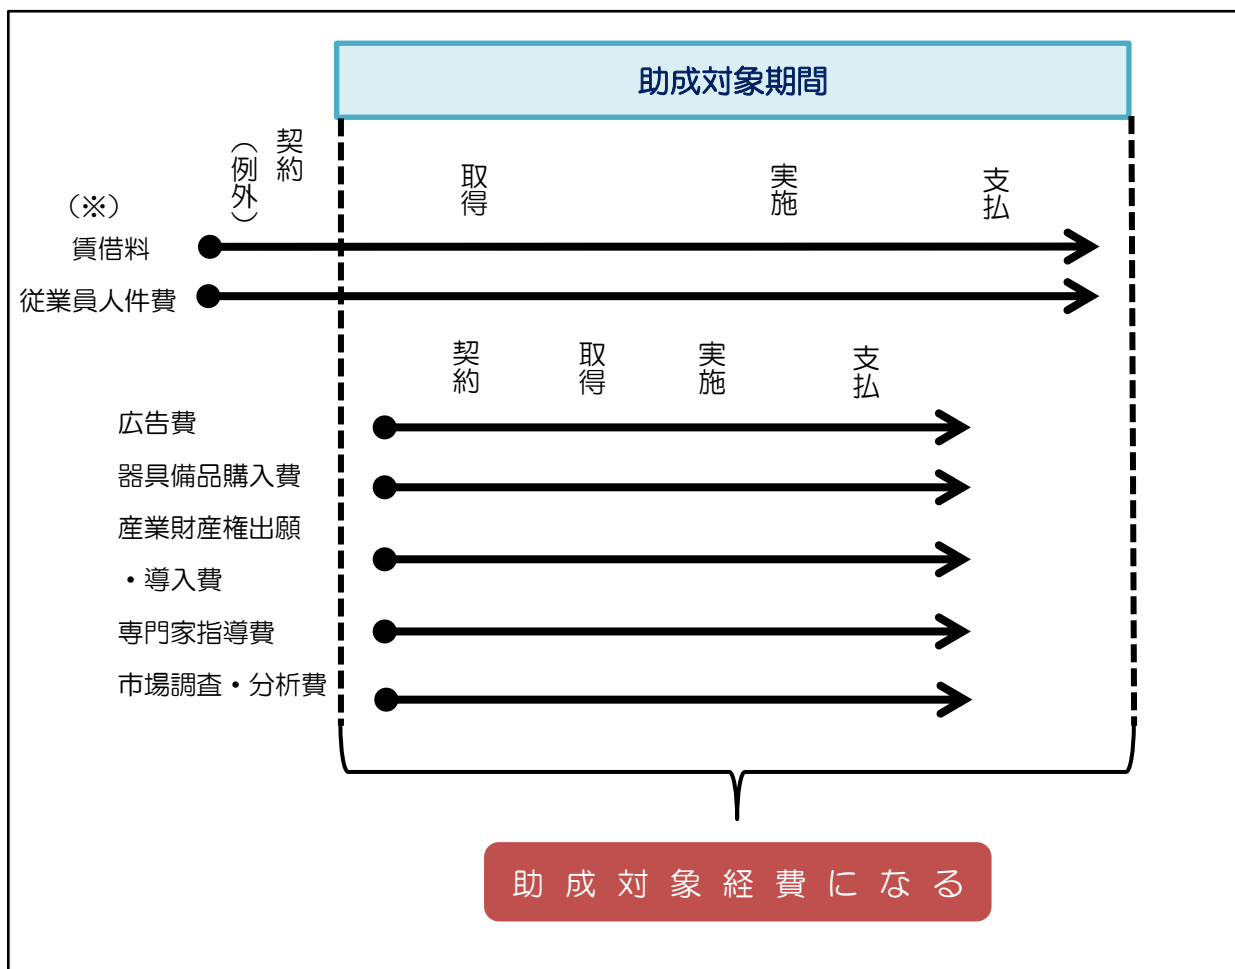 助成対象期間
契約
（例外）
取得
実施
支払
（※）
賃借料
従業員人件費
契約
取得
実施
支払
広告費
器具備品購入費
産業財産権出願
・導入費
専門家指導費
市場調査・分析費
助成対象経費になる